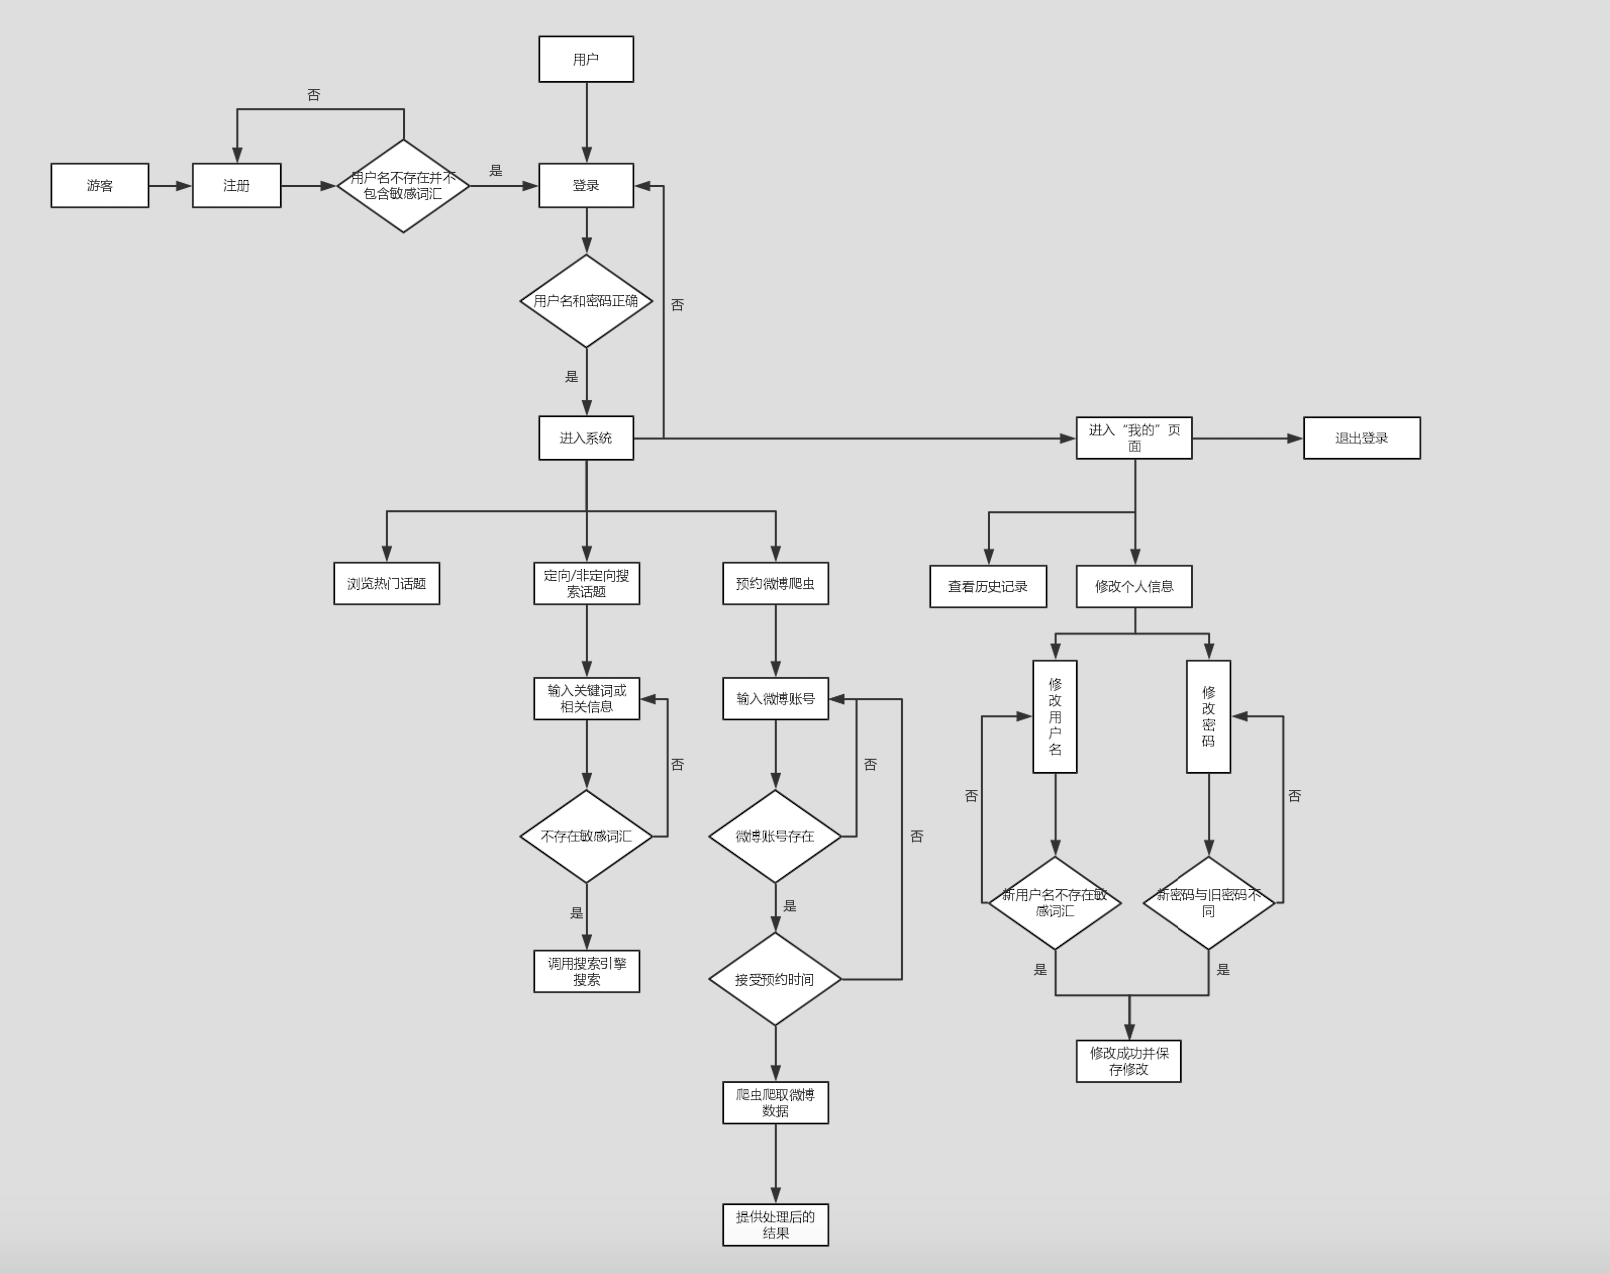 用户
否
游客
注册
用户名不存在并不
包含敏感词汇
是
登录
用户名和密码正确
否
是
进入系统
进入“我的”页
面
退出登录
浏览热门话题
定向/非定向搜
索话题
预约微博爬虫
查看历史记录
修改个人信息
输入关键词或
相关信息
输入微博账号
修
改
用
户
名
修
改
密
码
否
否
否
否
不存在敏感词汇
微博账号存在
否
新用户名不存在敏
感词汇
新密码与旧密码不
同
是
是
调用搜索引擎
搜索
接受预约时间
是
是
修改成功并保
存修改
爬虫爬取微博
数据
提供处理后的
结果